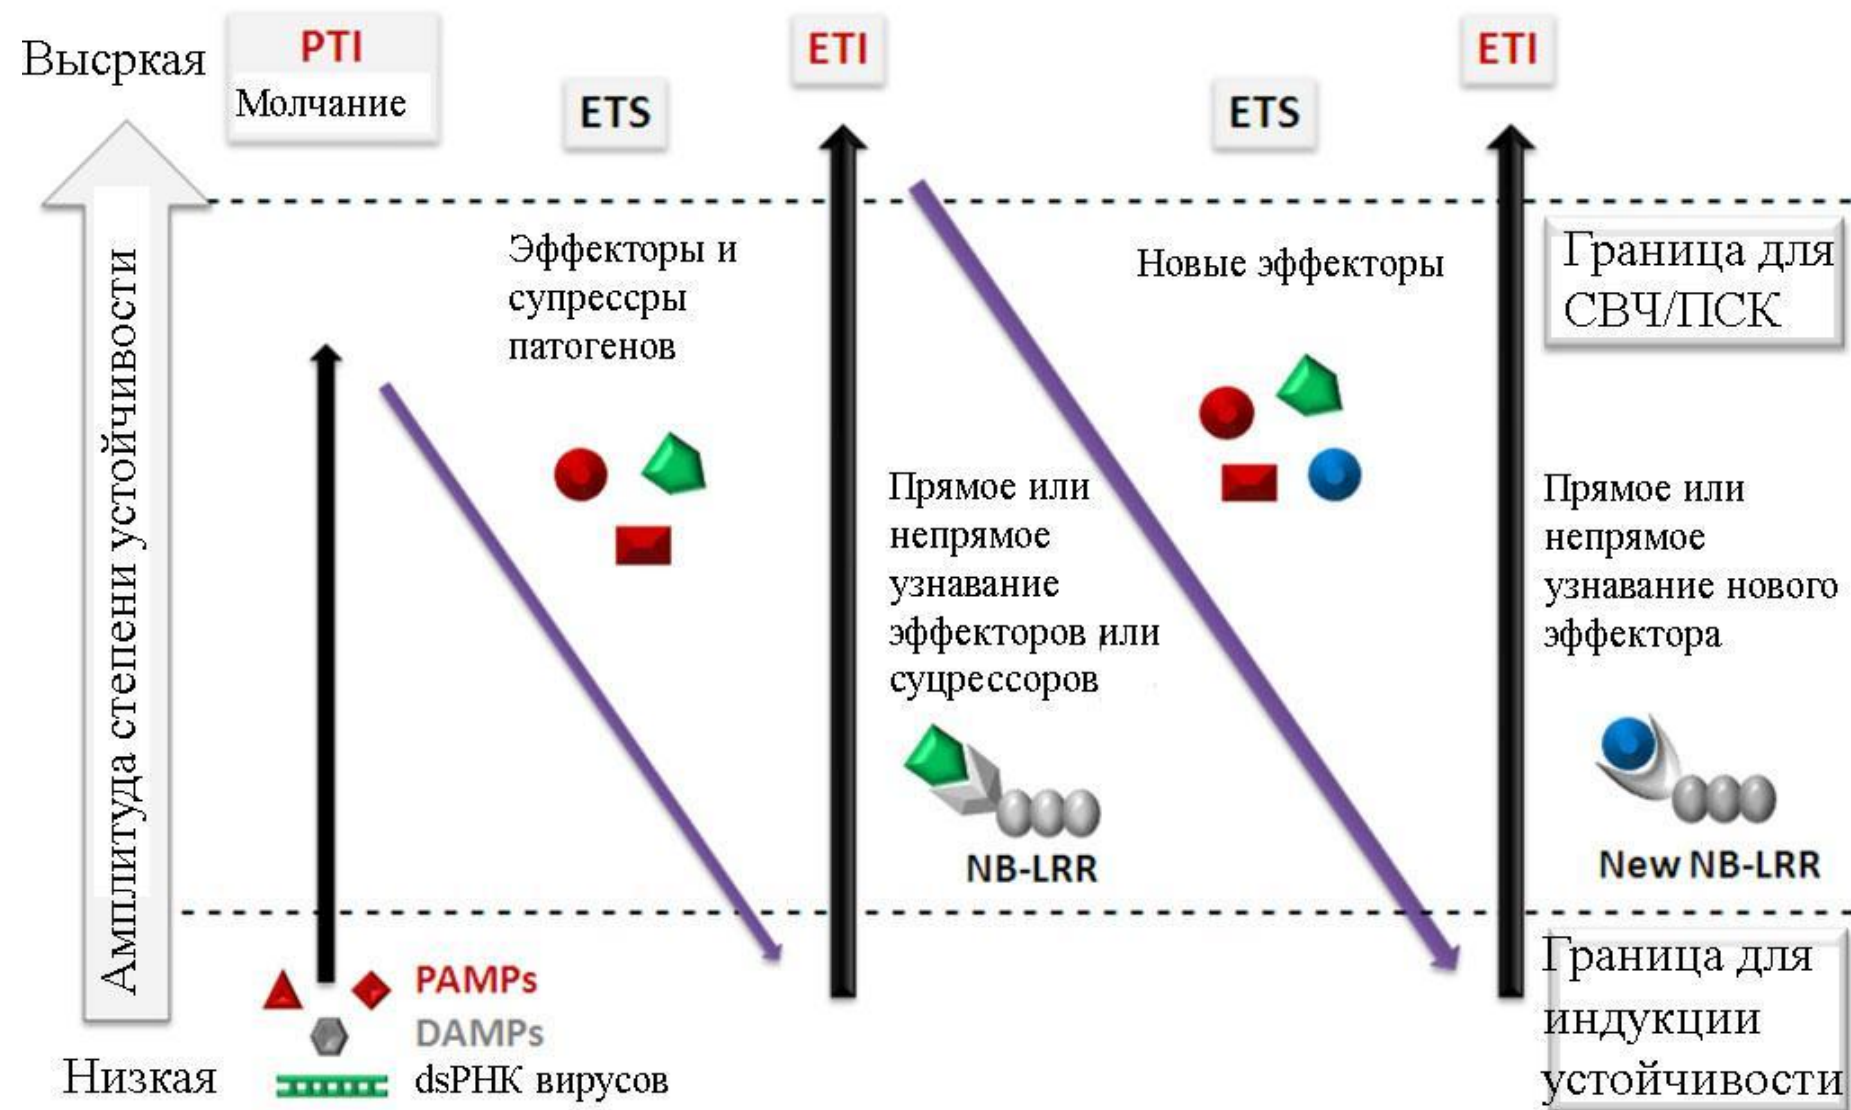 Высркая
PTI
Молчание
ETS
ETI
ETS
ETI
Амплитуда степени устойчивости
Эффекторы и
супрессры
патогенов
Новые эффекторы
Граница для
СВЧ/ПСК
Прямое или
непрямое
узнавание
эффекторов или
суцрессоров
Прямое или
непрямое
узнавание нового
эффектора
NB-LRR
New NB-LRR
PAMPs
DAMPs
dsРНК вирусов
Низкая
Граница для
индукции
устойчивости